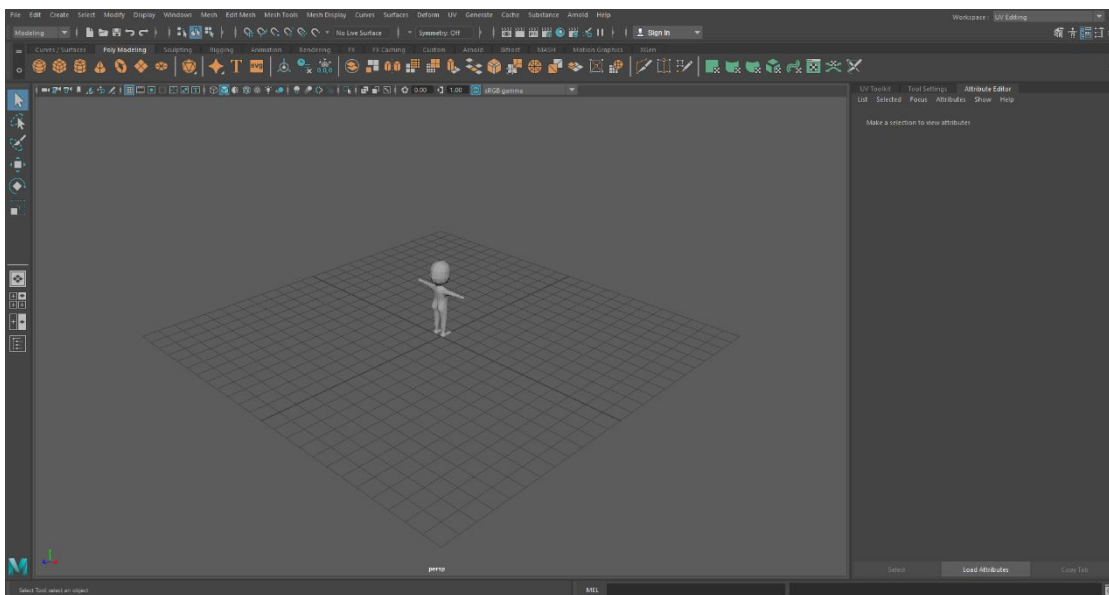 File Edit Create Select Modify Display Windows Mesh Edit Mesh Mesh Tools Mesh Display Curves Surfaces Deform UV Generate Cache Substance Arnold Help
Workspace: UV Editing
Modeling No Live Surface Symmetry: Off Sign In
Curves / Surfaces Poly Modeling Sculpting Rigging Animation Rendering FX FX Caching Custom Arnold Bifrost MASH Motion Graphics XGen
T SVG
0.00 1.00 sRGB gamma
UV Toolkit Tool Settings Attribute Editor
List Selected Focus Attributes Show Help
Make a selection to view attributes
persp
M
Select Load Attributes Copy Tab
Select Tool: select an object
MEL